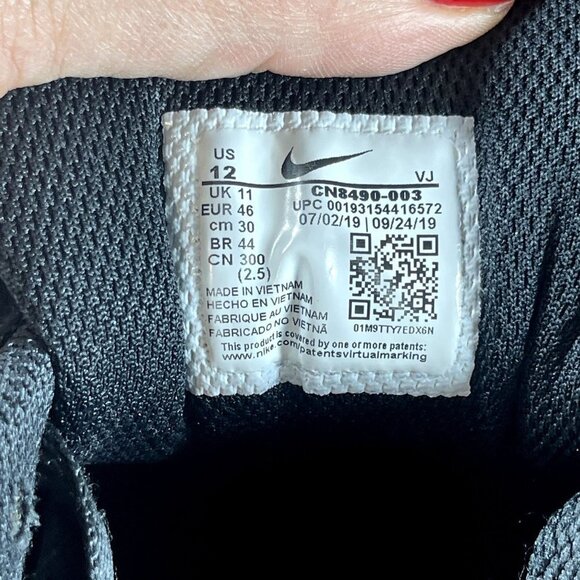 US
12
VJ
UK 11
CN8490-003
EUR 46
UPC 00193154416572
cm 30
07/02/19 | 09/24/19
BR 44
CN 300
(2.5)
MADE IN VIETNAM
HECHO EN VIETNAM
FABRIQUE AU VIETNAM
FABRICADO NO VIETNÃ
01M9TTY7EDX6N
This product is covered by one or more patents:
www.nike.com/patentsvirtualmarking